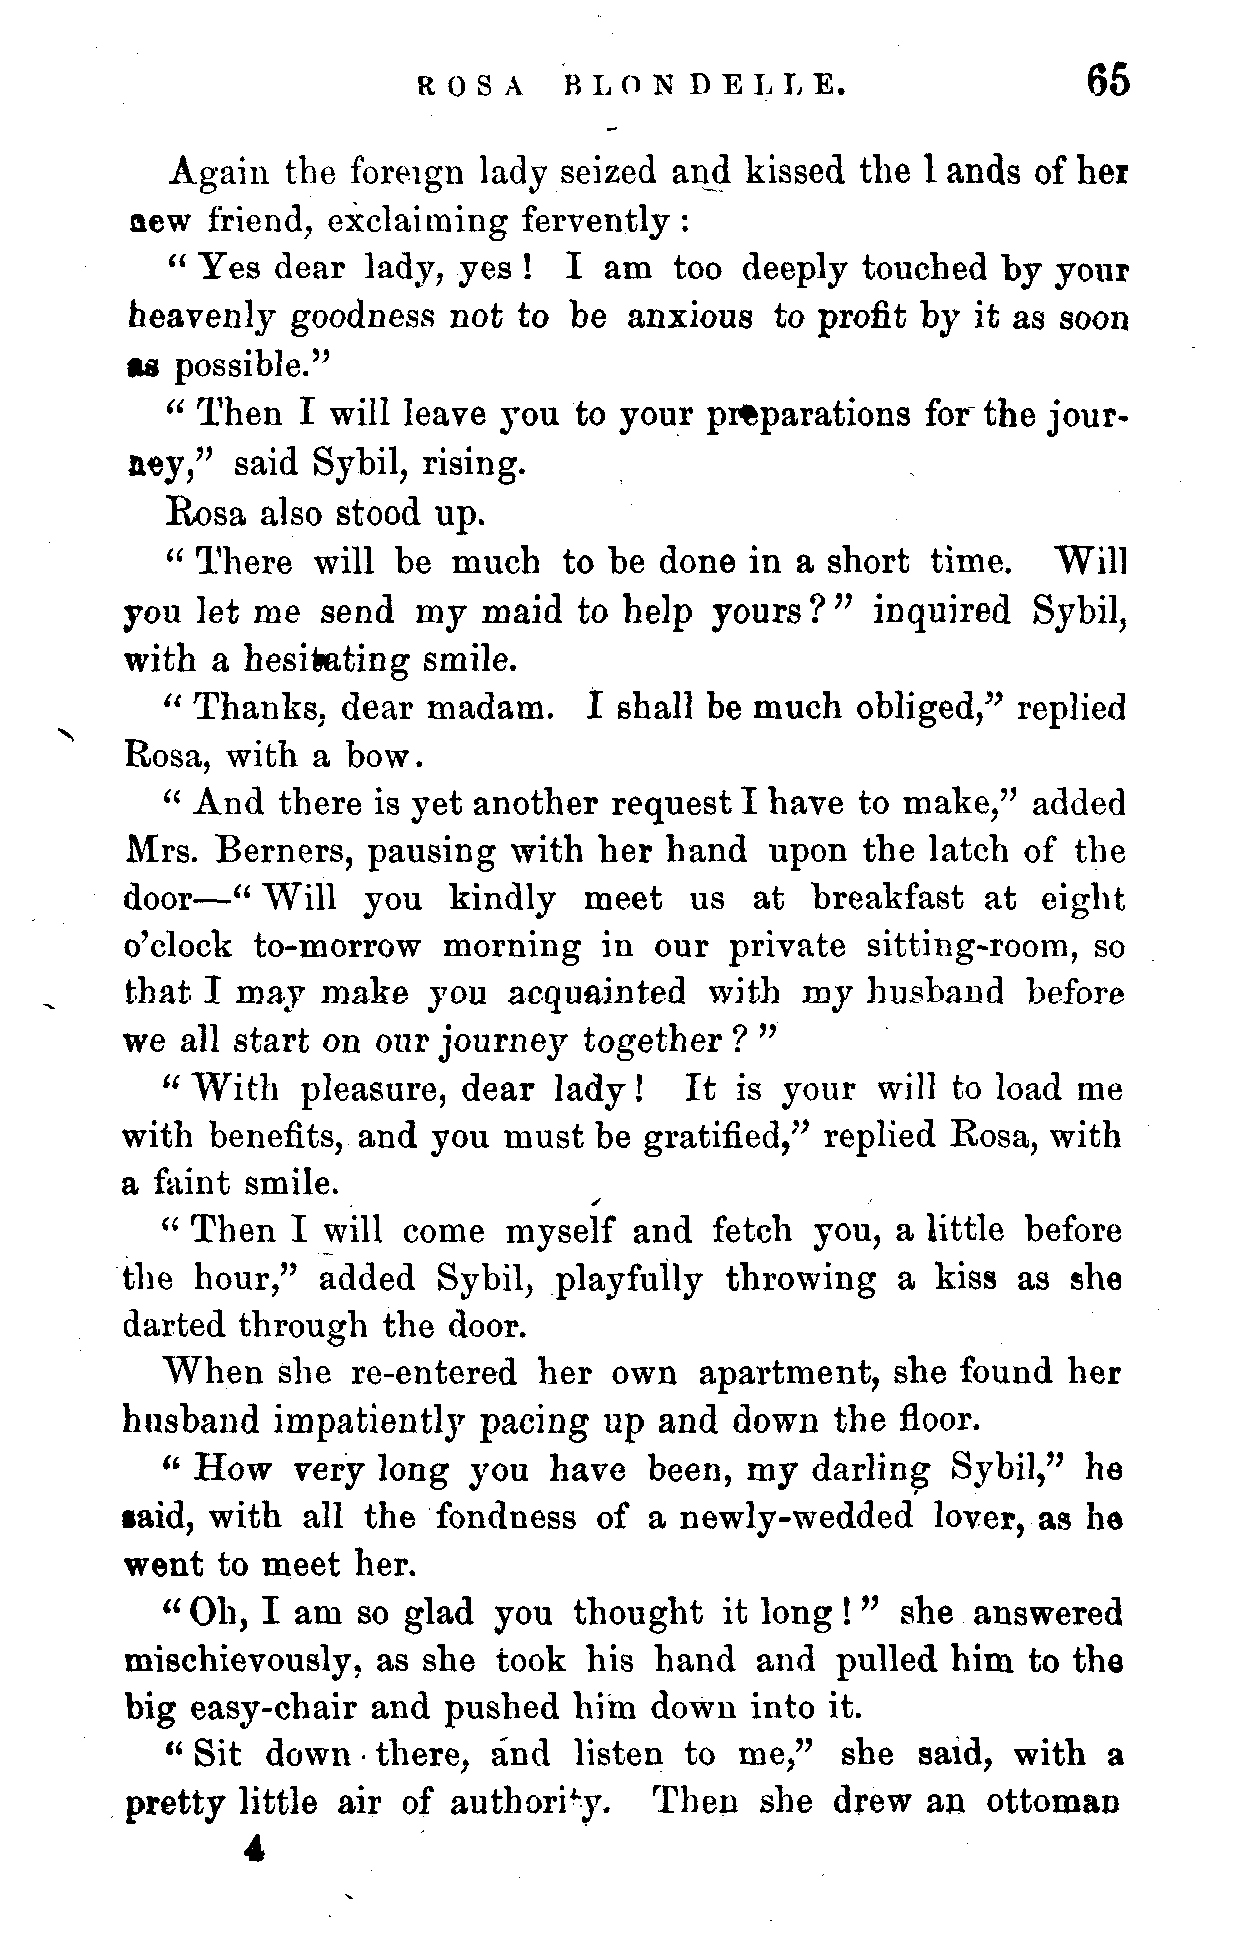 ROSA BLONDELLE. 65
Again the foreign lady seized and kissed the hands of her
new friend, exclaiming fervently :
“ Yes dear lady, yes ! I am too deeply touched by your
heavenly goodness not to be anxious to profit by it as soon
as possible.”
“ Then I will leave you to your preparations for the jour-
ney,” said Sybil, rising.
Rosa also stood up.
“ There will be much to be done in a short time. Will
you let me send my maid to help yours ? ” inquired Sybil,
with a hesitating smile.
“ Thanks, dear madam. I shall be much obliged,” replied
Rosa, with a bow.
“ And there is yet another request I have to make,” added
Mrs. Berners, pausing with her hand upon the latch of the
door—“ Will you kindly meet us at breakfast at eight
o’clock to-morrow morning in our private sitting-room, so
that I may make you acquainted with my husband before
we all start on our journey together ? ”
“ With pleasure, dear lady ! It is your will to load me
with benefits, and you must be gratified,” replied Rosa, with
a faint smile.
“ Then I will come myself and fetch you, a little before
the hour,” added Sybil, playfully throwing a kiss as she
darted through the door.
When she re-entered her own apartment, she found her
husband impatiently pacing up and down the floor.
“ How very long you have been, my darling Sybil,” he
said, with all the fondness of a newly-wedded lover, as he
went to meet her.
“ Oh, I am so glad you thought it long ! ” she answered
mischievously, as she took his hand and pulled him to the
big easy-chair and pushed him down into it.
“ Sit down there, and listen to me,” she said, with a
pretty little air of authority. Then she drew an ottoman
4